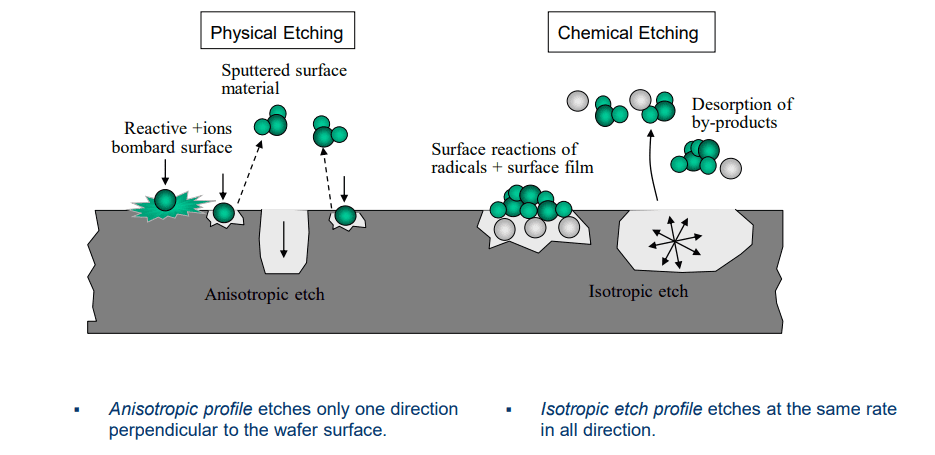 Physical Etching
Chemical Etching
Sputtered surface
material
Reactive +ions
bombard surface
Anisotropic etch
Desorption of
by-products
Surface reactions of
radicals + surface film
Isotropic etch
▪ Anisotropic profile etches only one direction
perpendicular to the wafer surface.
▪ Isotropic etch profile etches at the same rate
in all direction.